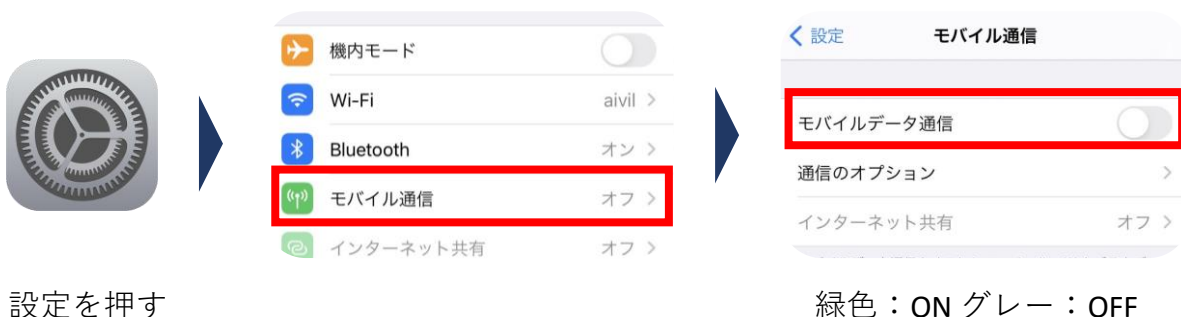 機内モード
Wi-Fi aivil
Bluetooth オン
モバイル通信 オフ
インターネット共有 オフ
設定 モバイル通信
モバイルデータ通信
通信のオプション
インターネット共有 オフ
設定を押す
緑色：ON グレー：OFF